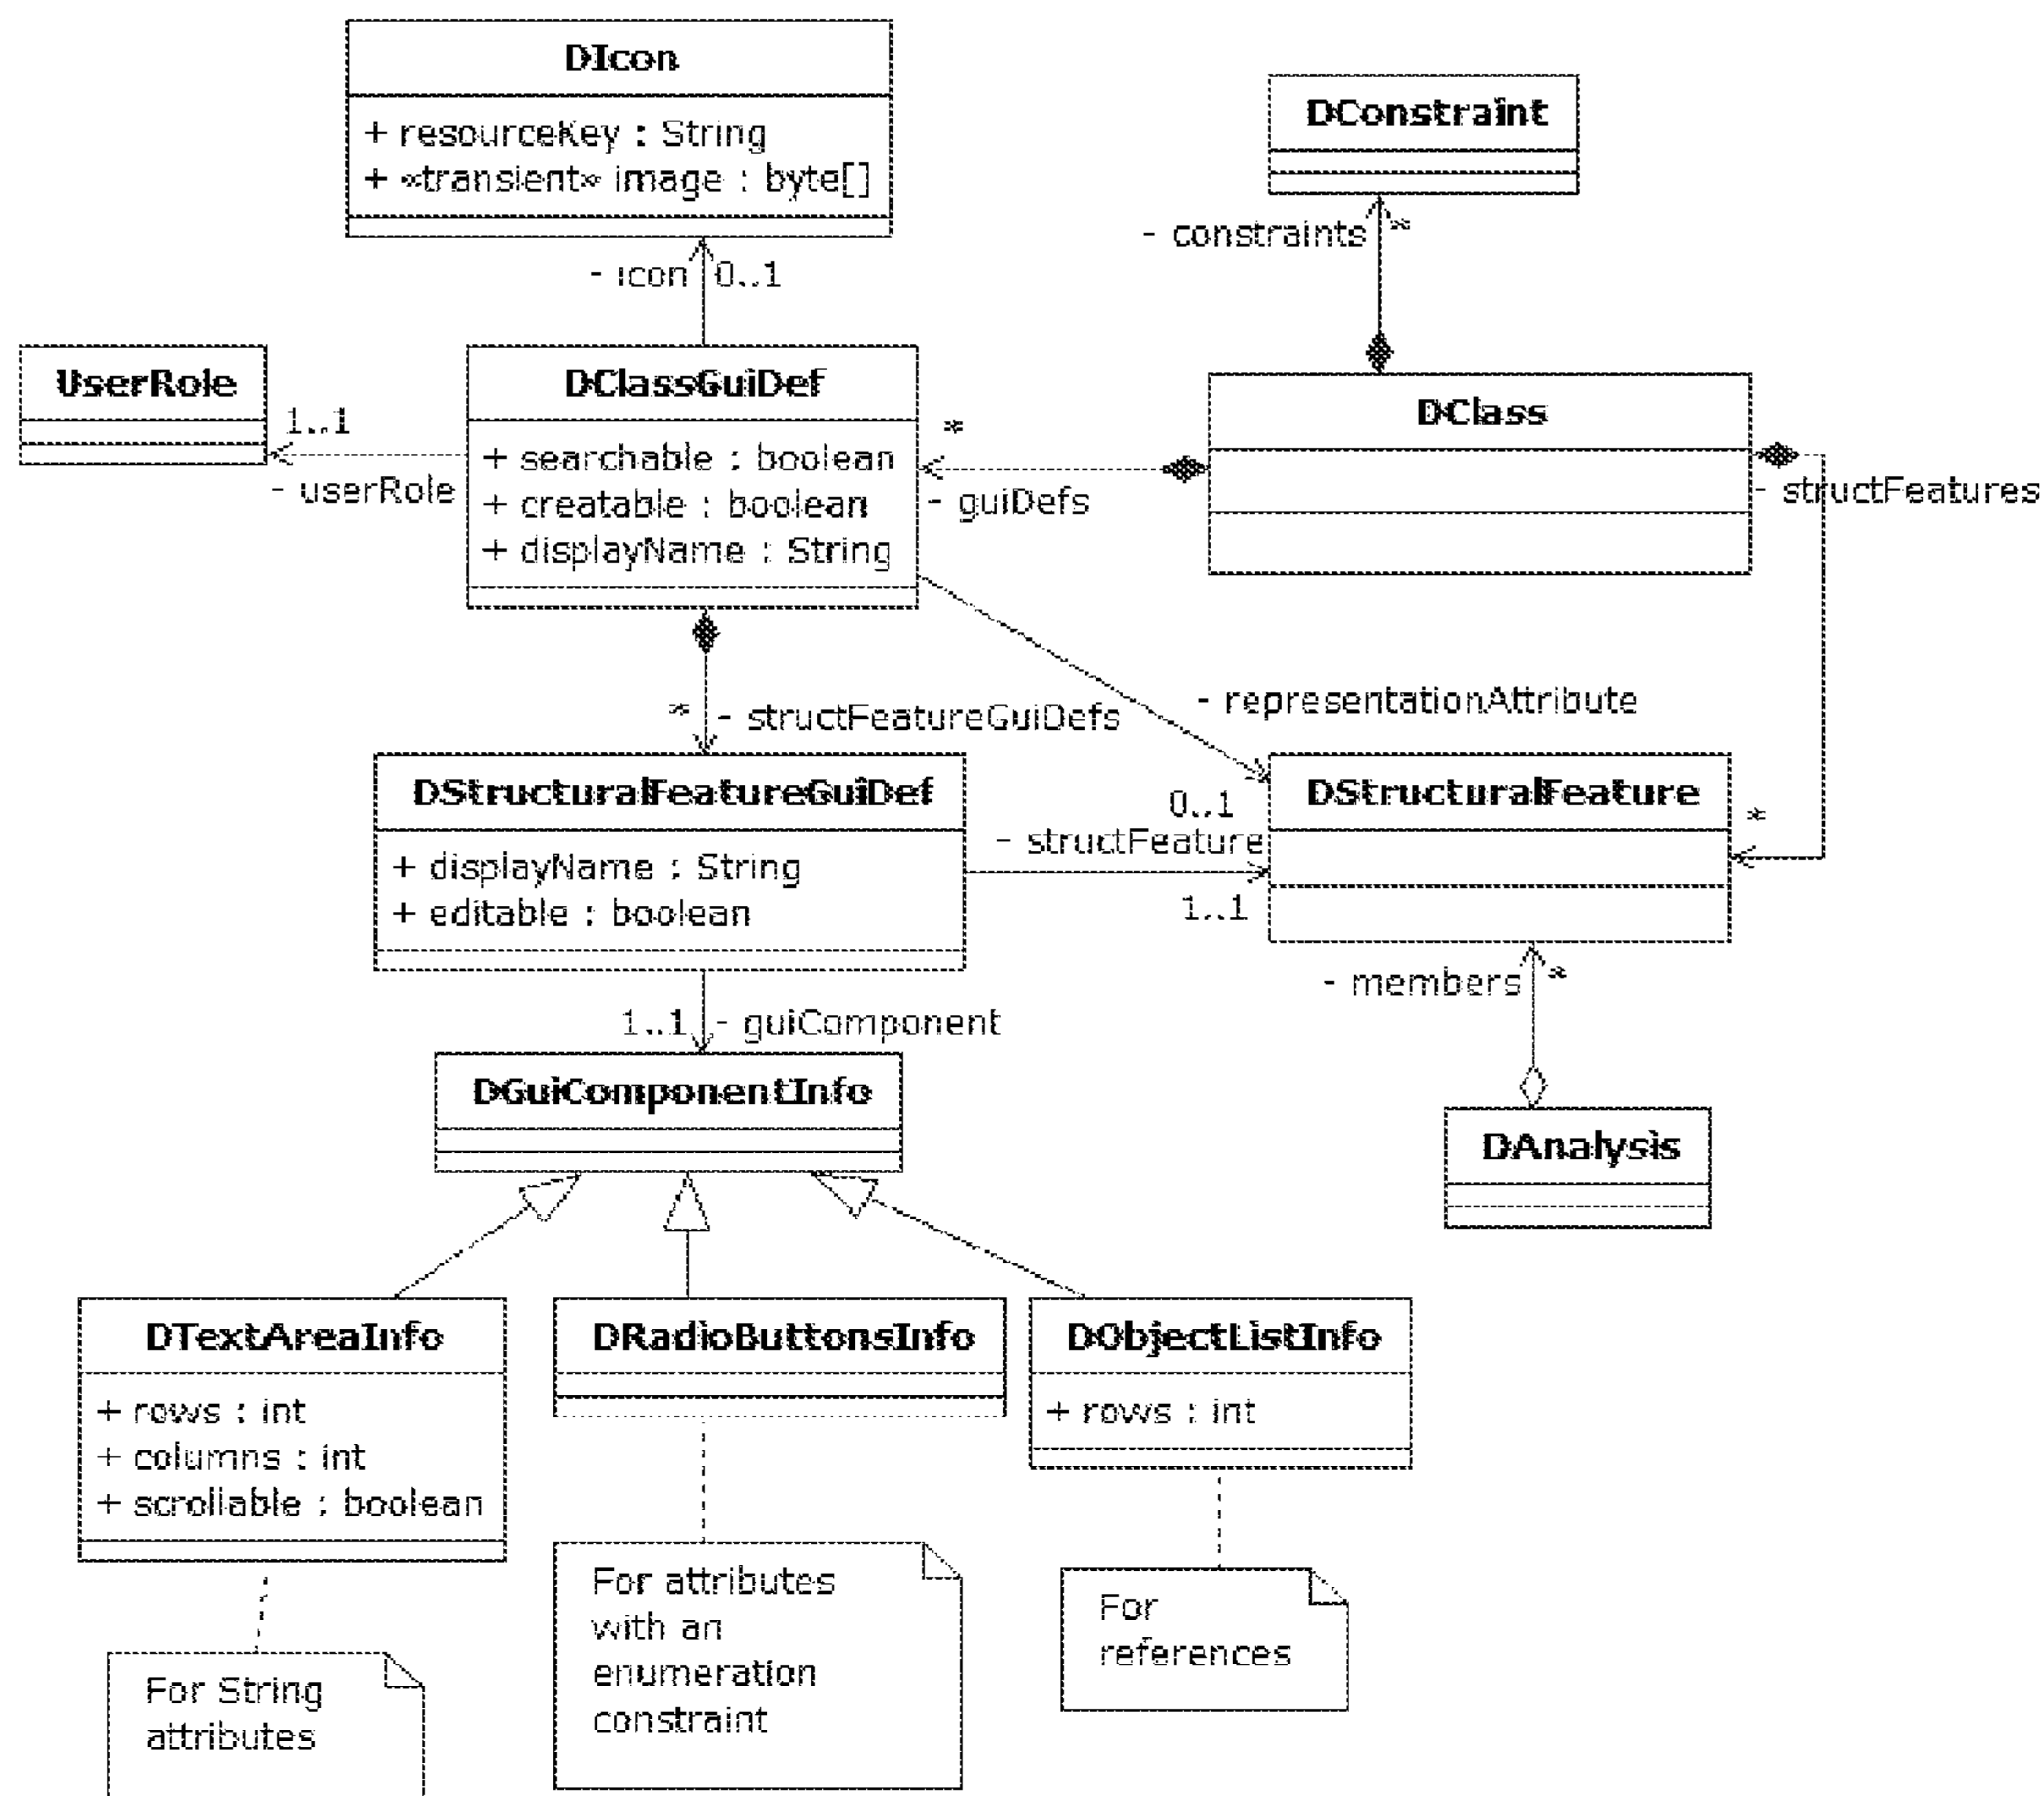 DIcon
+ resourceKey : String
+ «transient» image : byte[]
DConstraint
- constraints *
- icon 0..1
UserRole
1..1
- userRole
DClassGuiDef
+ searchable : boolean
+ creatable : boolean
+ displayName : String
*
- guiDefs
DClass
- structFeatures
* - structFeatureGuiDefs
- representationAttribute
DStructuralFeatureGuiDef
+ displayName : String
+ editable : boolean
0..1
- structFeature
1..1
DStructuralFeature
*
- members *
1..1 - guiComponent
DGuiComponentInfo
DAnalysis
DTextAreaInfo
+ rows : int
+ columns : int
+ scrollable : boolean
DRadioButtonsInfo
DObjectListInfo
+ rows : int
For String
attributes
For attributes
with an
enumeration
constraint
For
references